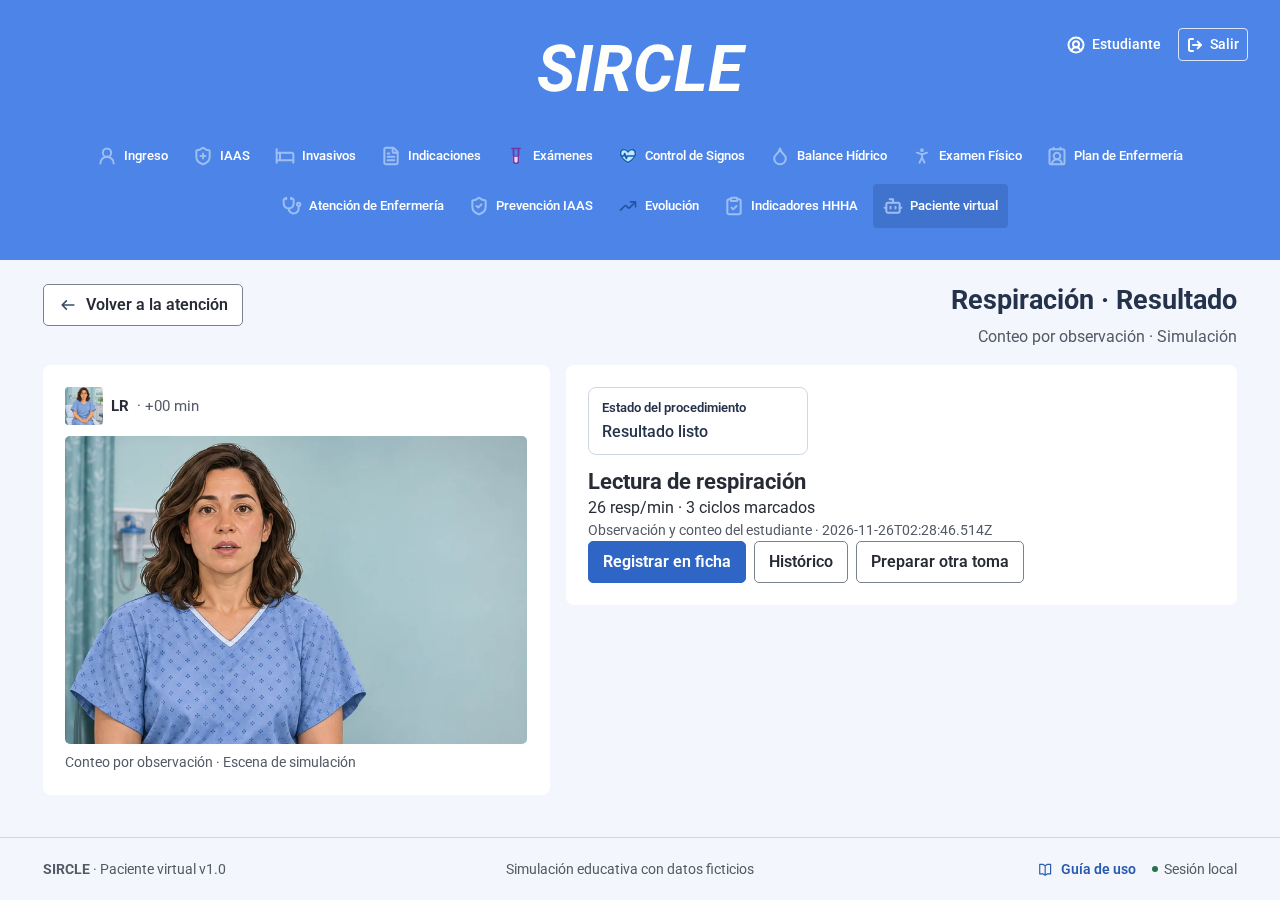 SIRCLE
Estudiante
Salir
Ingreso
IAAS
Invasivos
Indicaciones
Exámenes
Control de Signos
Balance Hídrico
Examen Físico
Plan de Enfermería
Atención de Enfermería
Prevención IAAS
Evolución
Indicadores HHHA
Paciente virtual
Volver a la atención
Respiración · Resultado
Conteo por observación · Simulación
LR · +00 min
Conteo por observación · Escena de simulación
Estado del procedimiento
Resultado listo
Lectura de respiración
26 resp/min · 3 ciclos marcados
Observación y conteo del estudiante · 2026-11-26T02:28:46.514Z
Registrar en ficha
Histórico
Preparar otra toma
SIRCLE · Paciente virtual v1.0
Simulación educativa con datos ficticios
Guía de uso
Sesión local